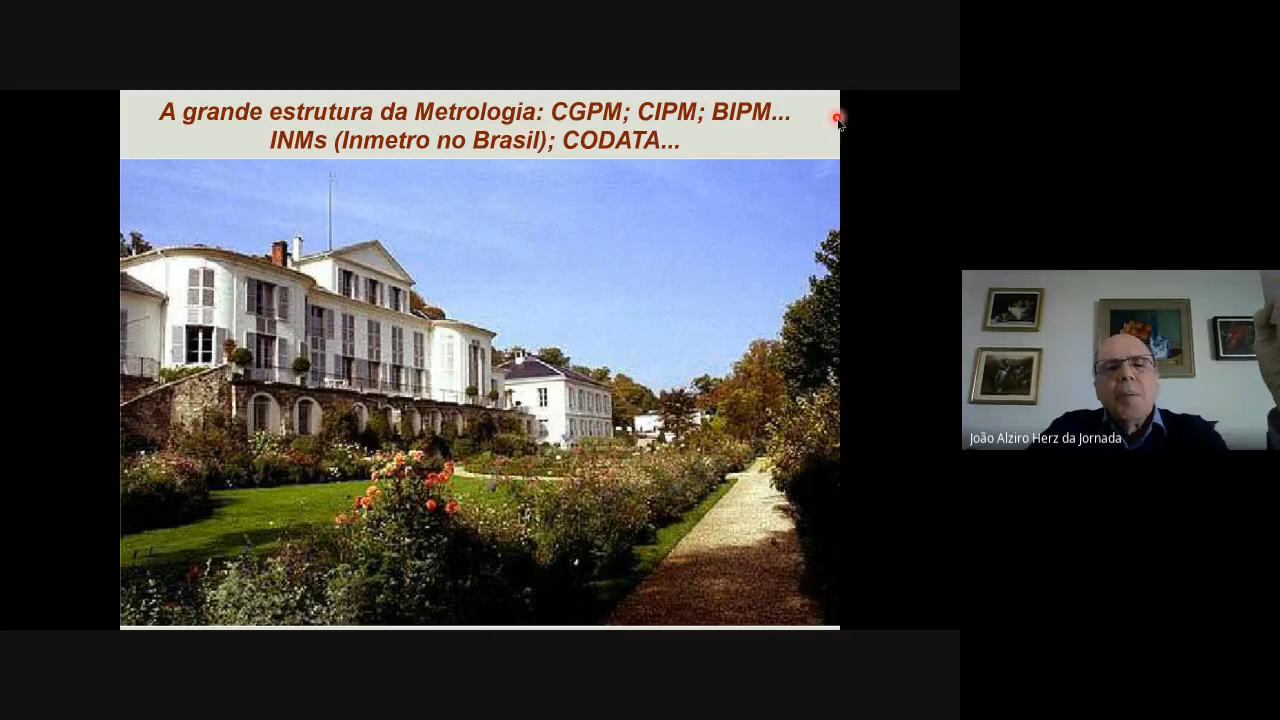 A grande estrutura da Metrologia: CGPM; CIPM; BIPM...
INMs (Inmetro no Brasil); CODATA...
João Alziro Herz da Jornada